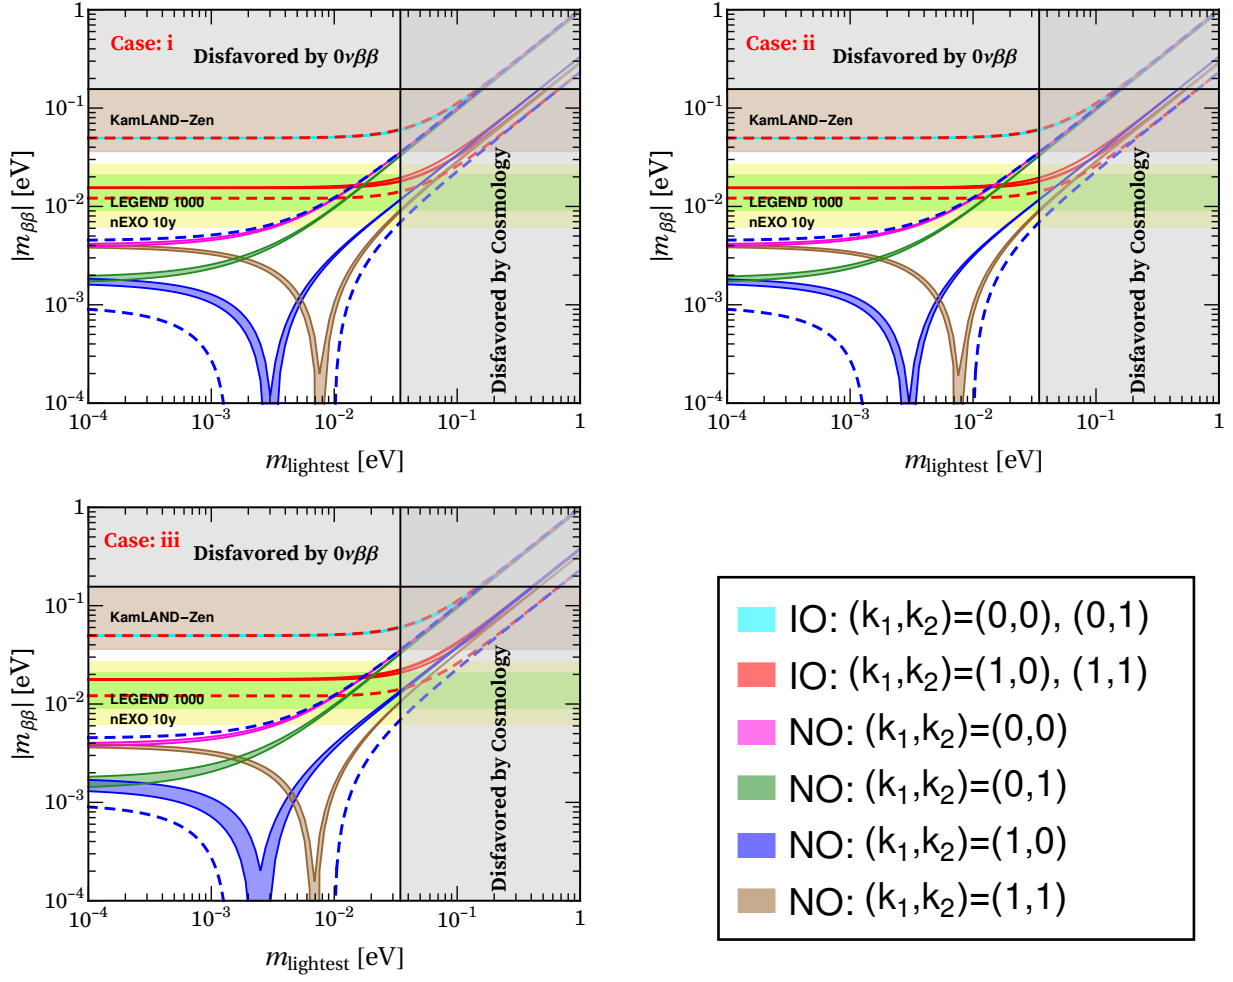 Case: i
Disfavored by 0νββ
KamLAND−Zen
LEGEND 1000
nEXO 10y
Disfavored by Cosmology
|mββ| [eV]
1
10⁻¹
10⁻²
10⁻³
10⁻⁴
10⁻⁴ 10⁻³ 10⁻² 10⁻¹ 1
mlightest [eV]
Case: ii
Disfavored by 0νββ
KamLAND−Zen
LEGEND 1000
nEXO 10y
Disfavored by Cosmology
|mββ| [eV]
1
10⁻¹
10⁻²
10⁻³
10⁻⁴
10⁻⁴ 10⁻³ 10⁻² 10⁻¹ 1
mlightest [eV]
Case: iii
Disfavored by 0νββ
KamLAND−Zen
LEGEND 1000
nEXO 10y
Disfavored by Cosmology
|mββ| [eV]
1
10⁻¹
10⁻²
10⁻³
10⁻⁴
10⁻⁴ 10⁻³ 10⁻² 10⁻¹ 1
mlightest [eV]
IO: (k₁,k₂)=(0,0), (0,1)
IO: (k₁,k₂)=(1,0), (1,1)
NO: (k₁,k₂)=(0,0)
NO: (k₁,k₂)=(0,1)
NO: (k₁,k₂)=(1,0)
NO: (k₁,k₂)=(1,1)